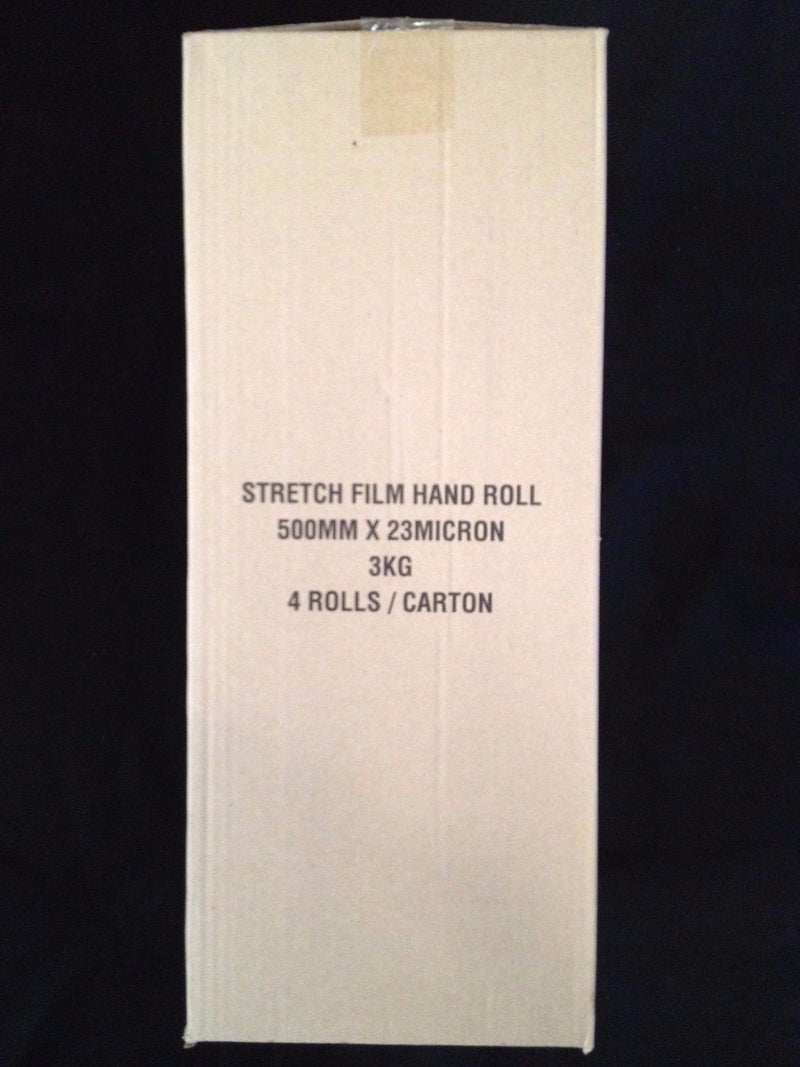 STRETCH FILM HAND ROLL
500MM X 23MICRON
3KG
4 ROLLS / CARTON